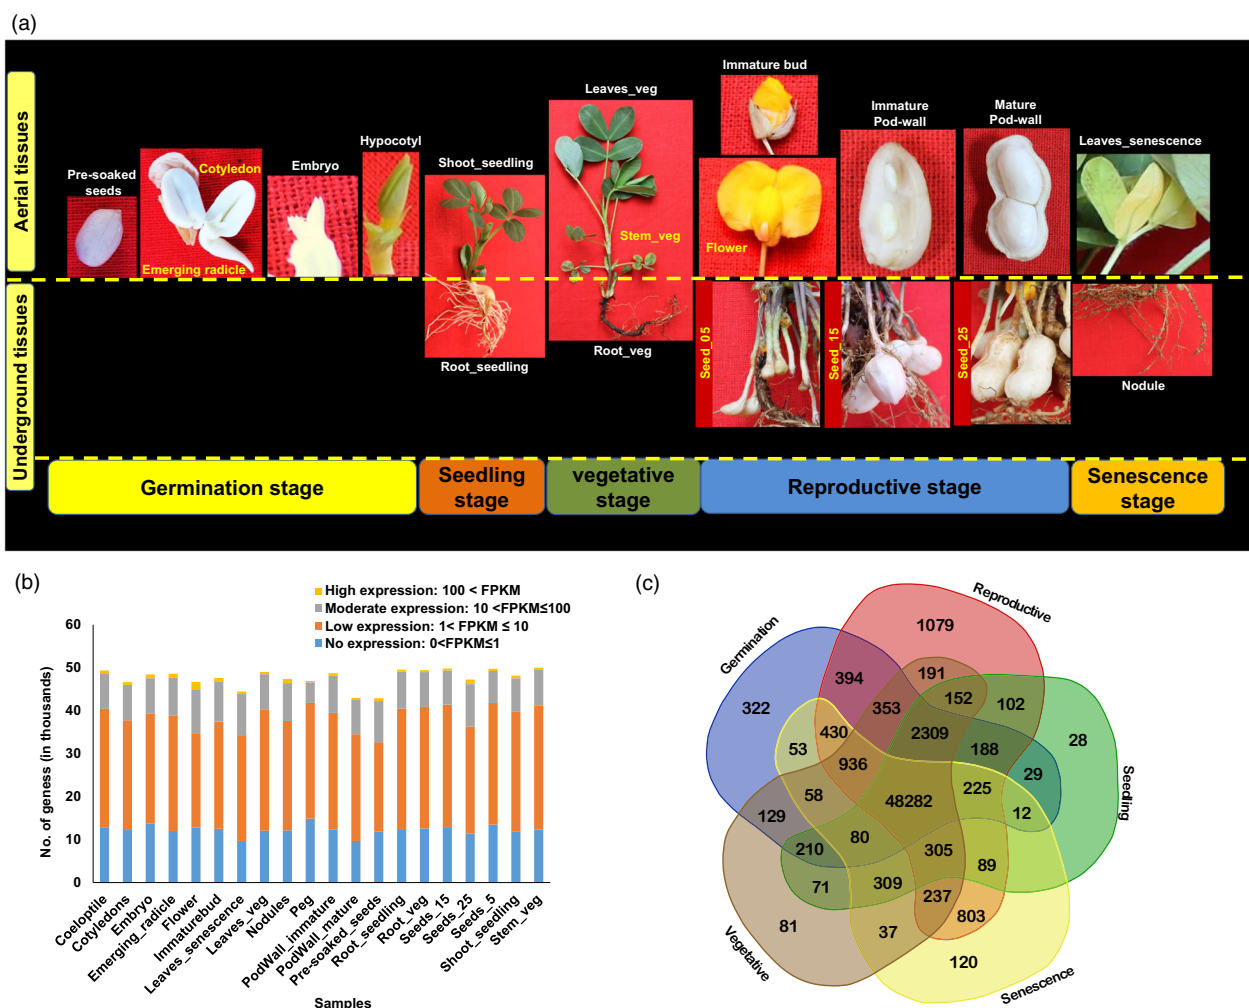 (a)
Aerial tissues
Underground tissues
Pre-soaked
seeds
Cotyledon
Emerging radicle
Embryo
Hypocotyl
Shoot_seedling
Root_seedling
Leaves_veg
Stem_veg
Root_veg
Immature bud
Flower
Immature
Pod-wall
Mature
Pod-wall
Leaves_senescence
Seed_05
Seed_15
Seed_25
Nodule
Germination stage
Seedling
stage
vegetative
stage
Reproductive stage
Senescence
stage
(b)
High expression: 100 < FPKM
Moderate expression: 10 <FPKM≤100
Low expression: 1< FPKM ≤ 10
No expression: 0<FPKM≤1
No. of geness (in thousands)
60
50
40
30
20
10
0
Coeloptile
Cotyledons
Embryo
Emerging_radicle
Flower
Immaturebud
Leaves_senescence
Leaves_veg
Nodules
Peg
PodWall_immature
PodWall_mature
Pre-soaked_seeds
Root_seedling
Root_veg
Seeds_15
Seeds_25
Seeds_5
Shoot_seedling
Stem_veg
Samples
(c)
Germination
Reproductive
Seedling
Senescence
Vegetative
1079
394
191
152
102
322
353
430
2309
188
28
53
936
29
58
48282
225
12
129
80
210
305
89
71
309
237
803
81
37
120